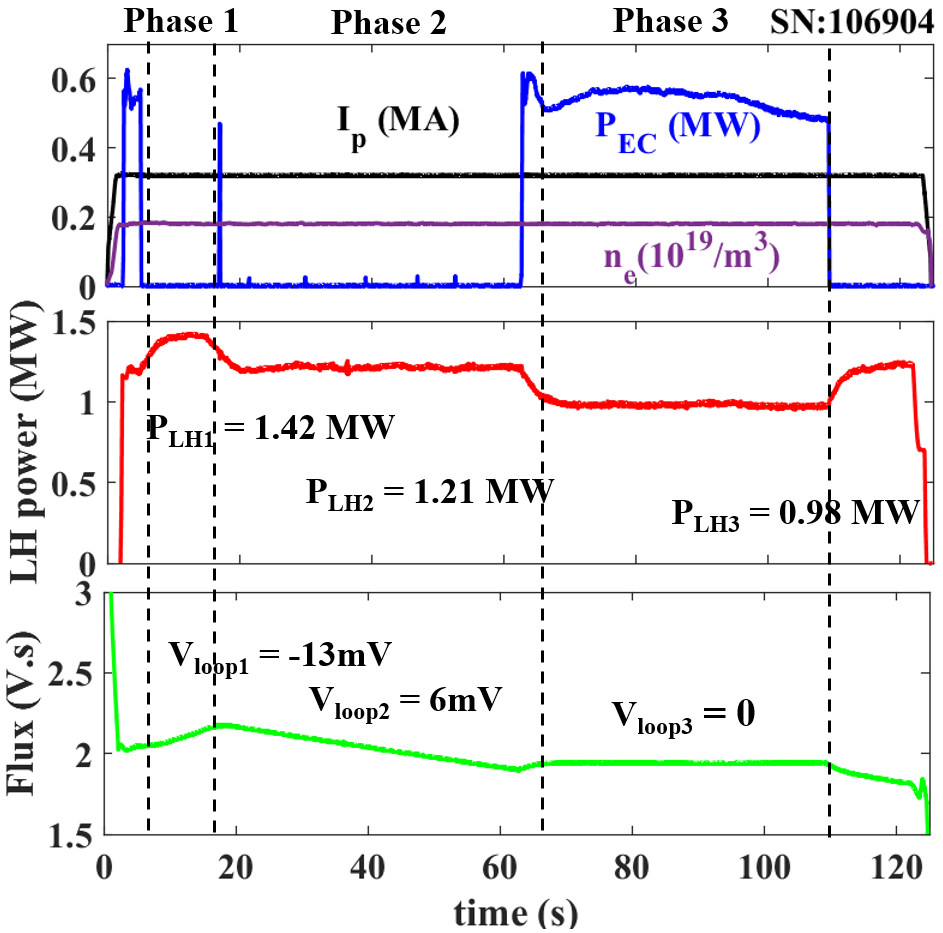 Phase 1 Phase 2 Phase 3 SN:106904
0.6
I_p (MA)
P_EC (MW)
0.4
0.2
n_e(10^19/m^3)
0
LH power (MW)
1.5
1
P_LH1 = 1.42 MW
P_LH2 = 1.21 MW
0.5
P_LH3 = 0.98 MW
0
Flux (V.s)
3
V_loop1 = -13mV
2.5
V_loop2 = 6mV
V_loop3 = 0
2
1.5
0 20 40 60 80 100 120
time (s)